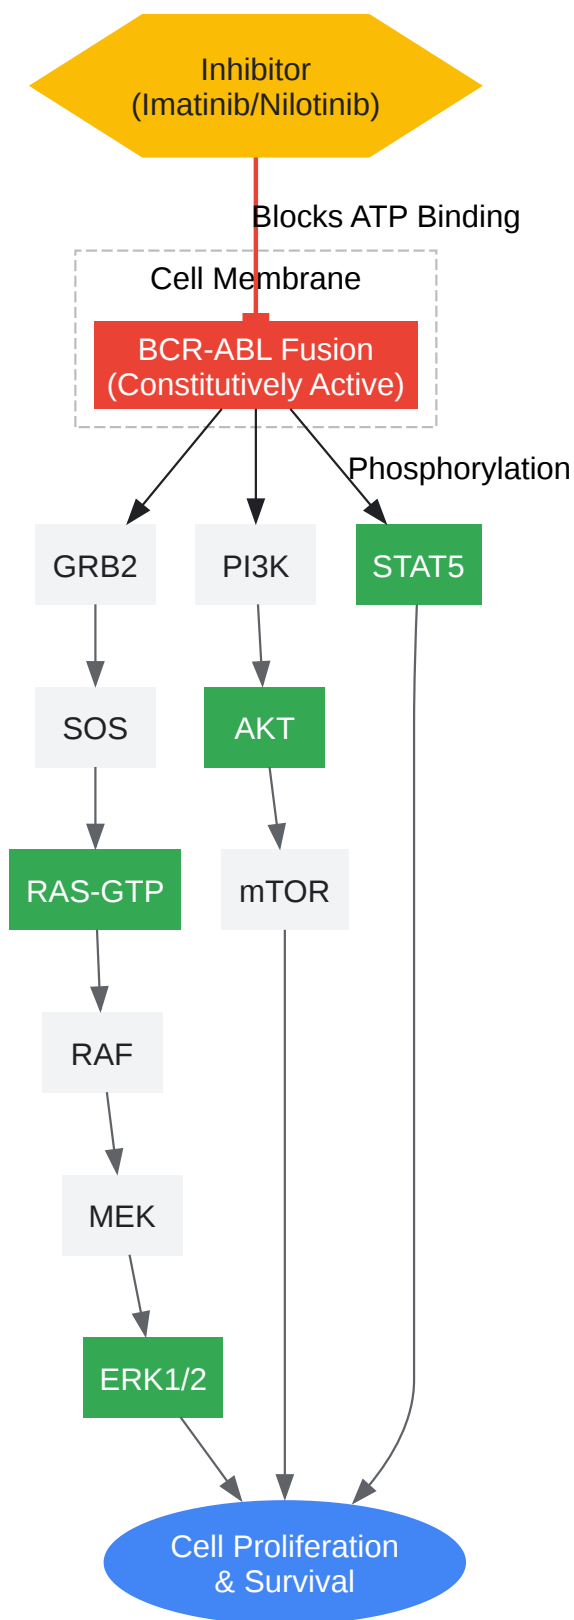 Inhibitor
(Imatinib/Nilotinib)
Blocks ATP Binding
Cell Membrane
BCR-ABL Fusion
(Constitutively Active)
Phosphorylation
GRB2
PI3K
STAT5
SOS
AKT
RAS-GTP
mTOR
RAF
MEK
ERK1/2
Cell Proliferation
& Survival